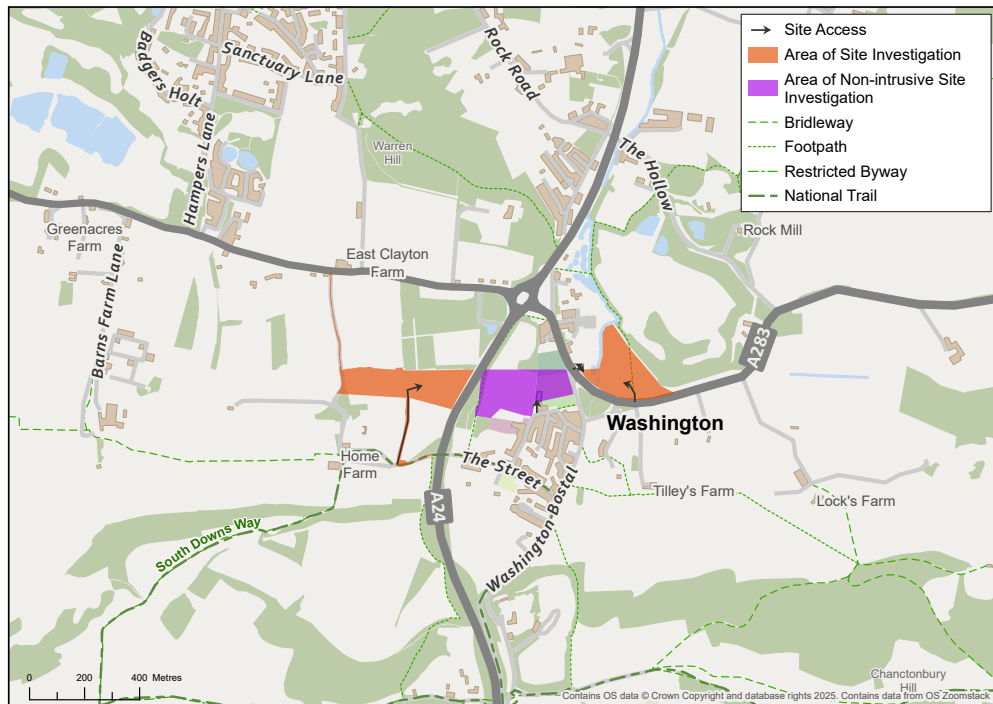 Site Access
Area of Site Investigation
Area of Non-intrusive Site
Investigation
Bridleway
Footpath
Restricted Byway
National Trail
Badgers Holt
Sanctuary Lane
Rock Road
Hampers Lane
Warren
Hill
The Hollow
Greenacres
Farm
East Clayton
Farm
Rock Mill
Barns Farm Lane
A283
Washington
Home
Farm
The Street
A24
Washington Bostal
Tilley's Farm
Lock's Farm
South Downs Way
Chanctonbury
Hill
0 200 400 Metres
Contains OS data © Crown Copyright and database rights 2025. Contains data from OS Zoomstack